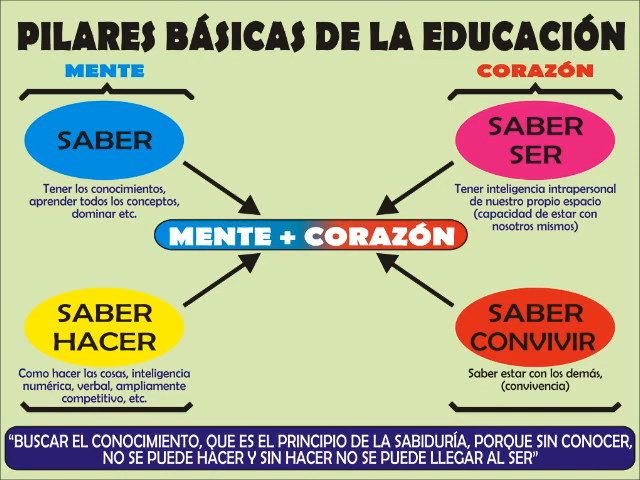 PILARES BÁSICAS DE LA EDUCACIÓN
MENTE
CORAZÓN
SABER
Tener los conocimientos,
aprender todos los conceptos,
dominar etc.
SABER
SER
Tener inteligencia intrapersonal
de nuestro propio espacio
(capacidad de estar con
nosotros mismos)
MENTE + CORAZÓN
SABER
HACER
Como hacer las cosas, inteligencia
numérica, verbal, ampliamente
competitivo, etc.
SABER
CONVIVIR
Saber estar con los demás,
(convivencia)
“BUSCAR EL CONOCIMIENTO, QUE ES EL PRINCIPIO DE LA SABIDURÍA, PORQUE SIN CONOCER,
NO SE PUEDE HACER Y SIN HACER NO SE PUEDE LLEGAR AL SER”